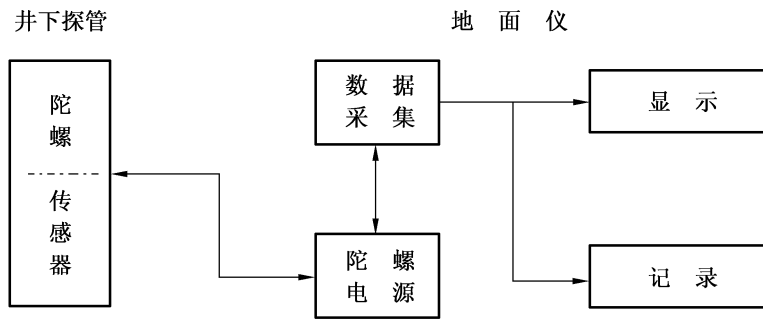 井下探管
地 面 仪
陀
螺
传
感
器
数 据
采 集
陀 螺
电 源
显 示
记 录